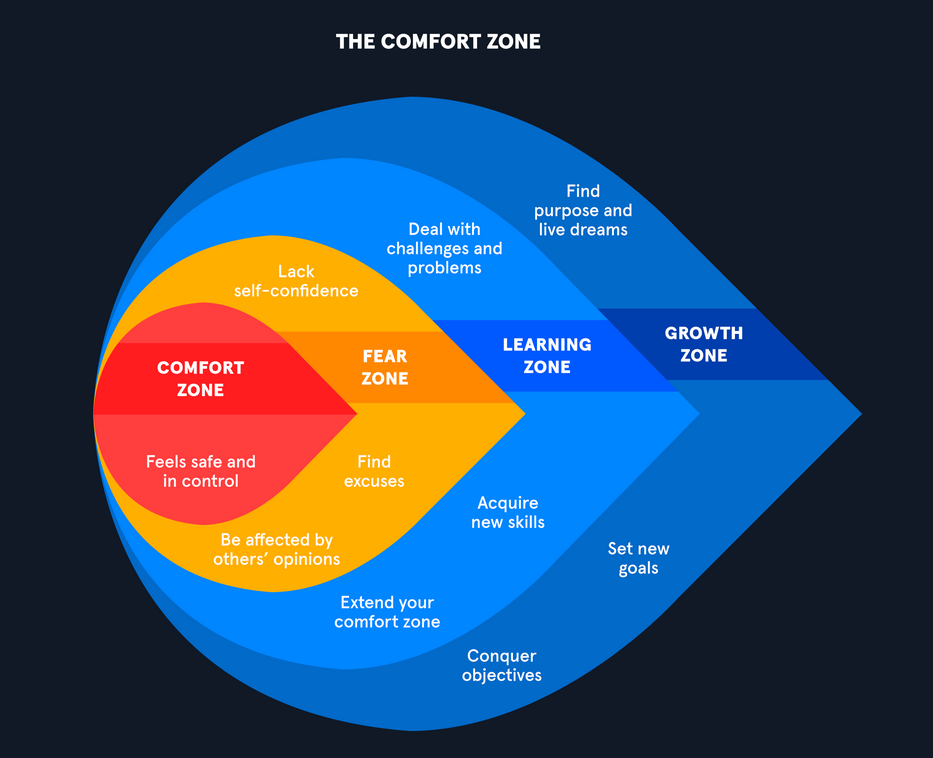 THE COMFORT ZONE
Find
purpose and
live dreams
Deal with
challenges and
problems
Lack
self-confidence
COMFORT
ZONE
FEAR
ZONE
LEARNING
ZONE
GROWTH
ZONE
Feels safe and
in control
Find
excuses
Be affected by
others’ opinions
Acquire
new skills
Extend your
comfort zone
Set new
goals
Conquer
objectives